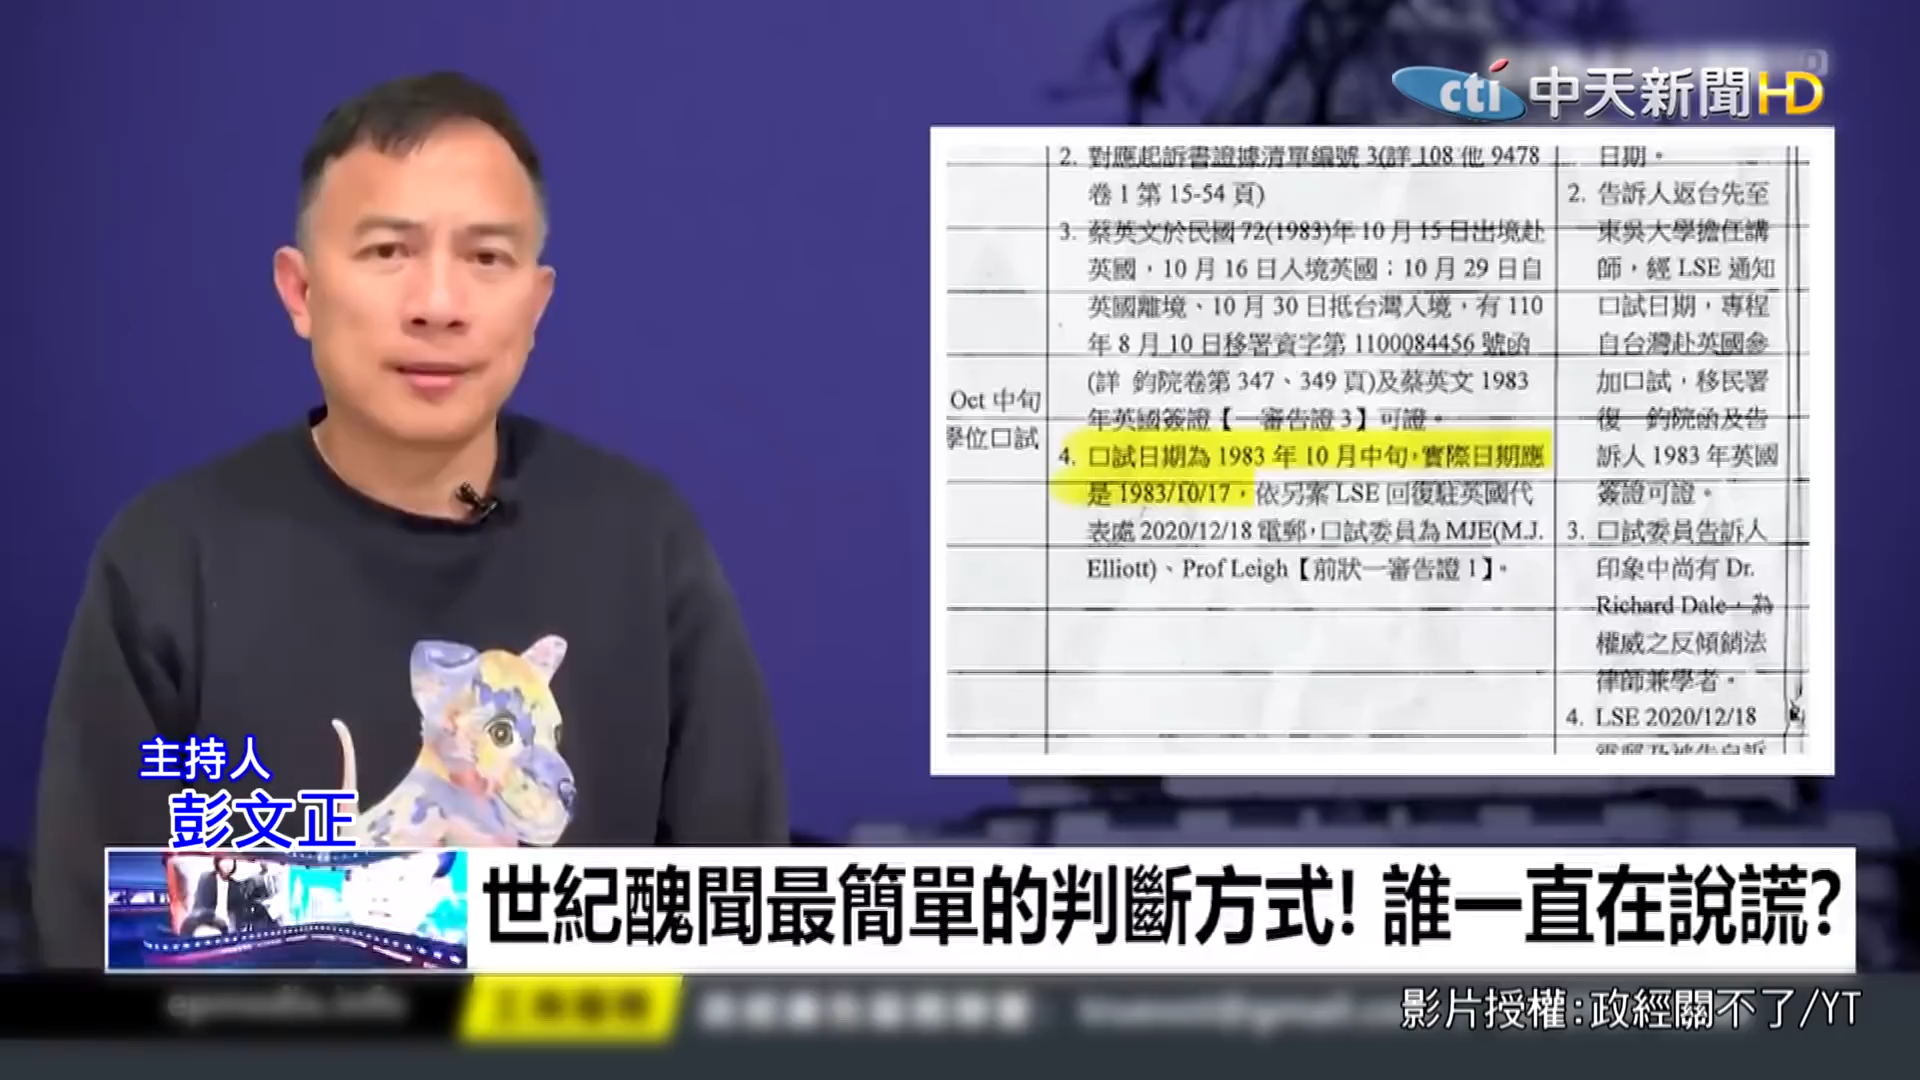 cti 中天新聞HD
2. 對應起訴書證據清單編號 3(詳 108 他 9478
卷 1 第 15-54 頁)
3. 蔡英文於民國 72(1983)年 10 月 15 日出境赴
英國，10 月 16 日入境英國；10 月 29 日自
英國離境、10 月 30 日抵台灣入境，有 110
年 8 月 10 日移署資字第 1100084456 號函
(詳 鈞院卷第 347、349 頁)及蔡英文 1983
年英國簽證【一審告證 3】可證。
Oct 中旬
學位口試
4. 口試日期為 1983 年 10 月中旬，實際日期應
是 1983/10/17，依另案 LSE 回復駐英國代
表處 2020/12/18 電郵，口試委員為 MJE(M.J.
Elliott)、Prof Leigh【前狀一審告證 1】。
日期。
2. 告訴人返台先至
東吳大學擔任講
師，經 LSE 通知
口試日期，專程
自台灣赴英國參
加口試，移民署
復 鈞院函及告
訴人 1983 年英國
簽證可證。
3. 口試委員告訴人
印象中尚有 Dr.
Richard Dale，為
權威之反傾銷法
律師兼學者。
4. LSE 2020/12/18
主持人
彭文正
世紀醜聞最簡單的判斷方式! 誰一直在說謊?
影片授權:政經關不了/YT